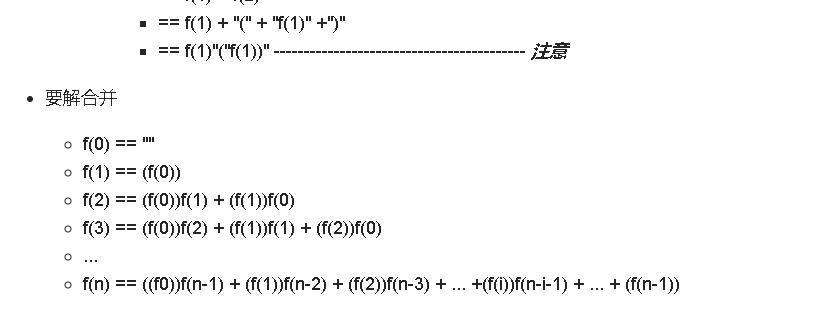 == f(1) + "(" + "f(1)" +")"
== f(1)"("f(1))" ------------------------------------------ 注意
要解合并
f(0) == ""
f(1) == (f(0))
f(2) == (f(0))f(1) + (f(1))f(0)
f(3) == (f(0))f(2) + (f(1))f(1) + (f(2))f(0)
...
f(n) == ((f0))f(n-1) + (f(1))f(n-2) + (f(2))f(n-3) + ... +(f(i))f(n-i-1) + ... + (f(n-1))